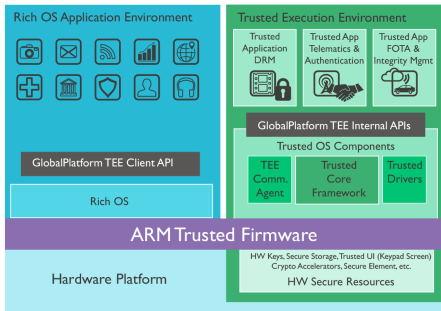 Rich OS Application Environment
GlobalPlatform TEE Client API
Rich OS
Trusted Execution Environment
Trusted
Application
DRM
Trusted App
Telematics &
Authentication
Trusted App
FOTA &
Integrity Mgmt
GlobalPlatform TEE Internal APIs
Trusted OS Components
TEE
Comm.
Agent
Trusted
Core
Framework
Trusted
Drivers
ARM Trusted Firmware
Hardware Platform
HW Keys, Secure Storage, Trusted UI (Keypad Screen)
Crypto Accelerators, Secure Element, etc.
HW Secure Resources